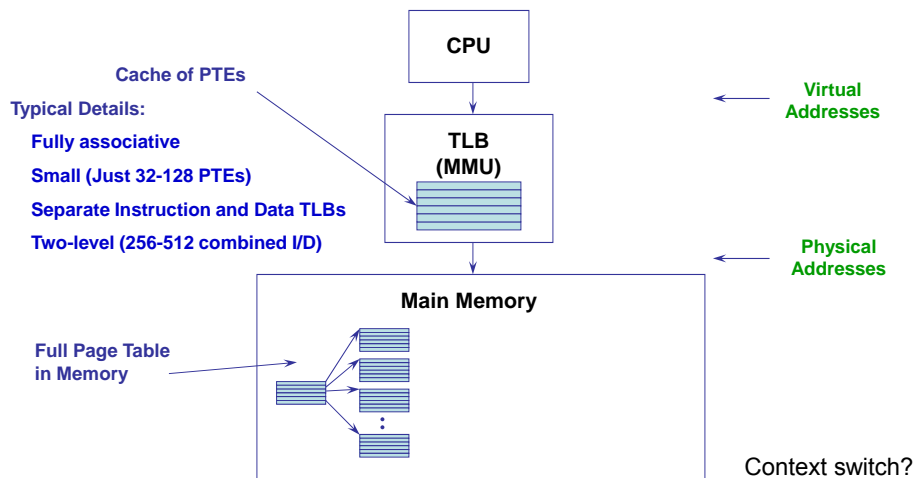 CPU
Cache of PTEs
Virtual
Addresses
Typical Details:
Fully associative
Small (Just 32-128 PTEs)
Separate Instruction and Data TLBs
Two-level (256-512 combined I/D)
TLB
(MMU)
Physical
Addresses
Main Memory
Full Page Table
in Memory
Context switch?